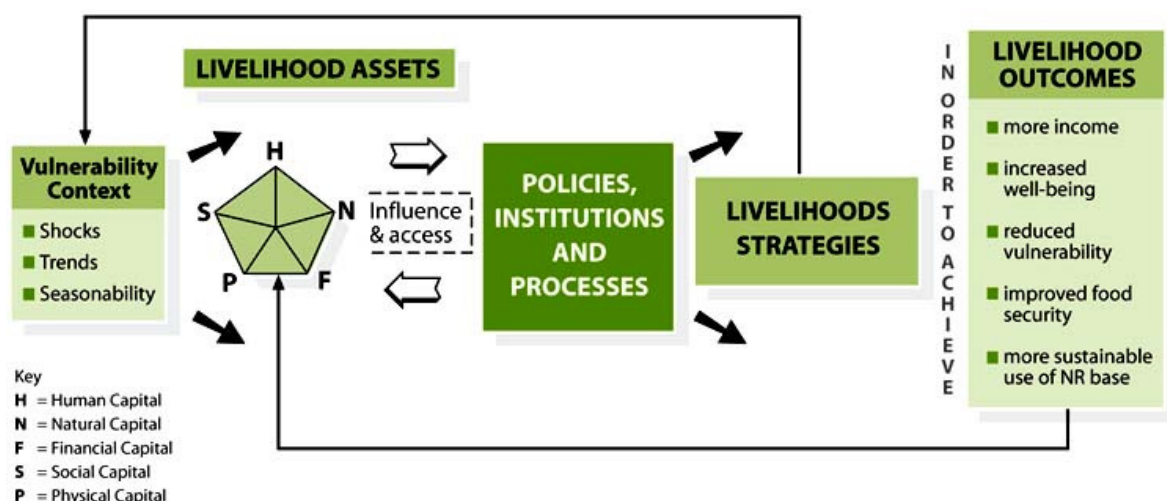 LIVELIHOOD ASSETS
Vulnerability
Context
Shocks
Trends
Seasonability
H
S
N
P
F
Influence
& access
POLICIES,
INSTITUTIONS
AND
PROCESSES
LIVELIHOODS
STRATEGIES
IN ORDER TO ACHIEVE
LIVELIHOOD
OUTCOMES
more income
increased
well-being
reduced
vulnerability
improved food
security
more sustainable
use of NR base
Key
H = Human Capital
N = Natural Capital
F = Financial Capital
S = Social Capital
P = Physical Capital